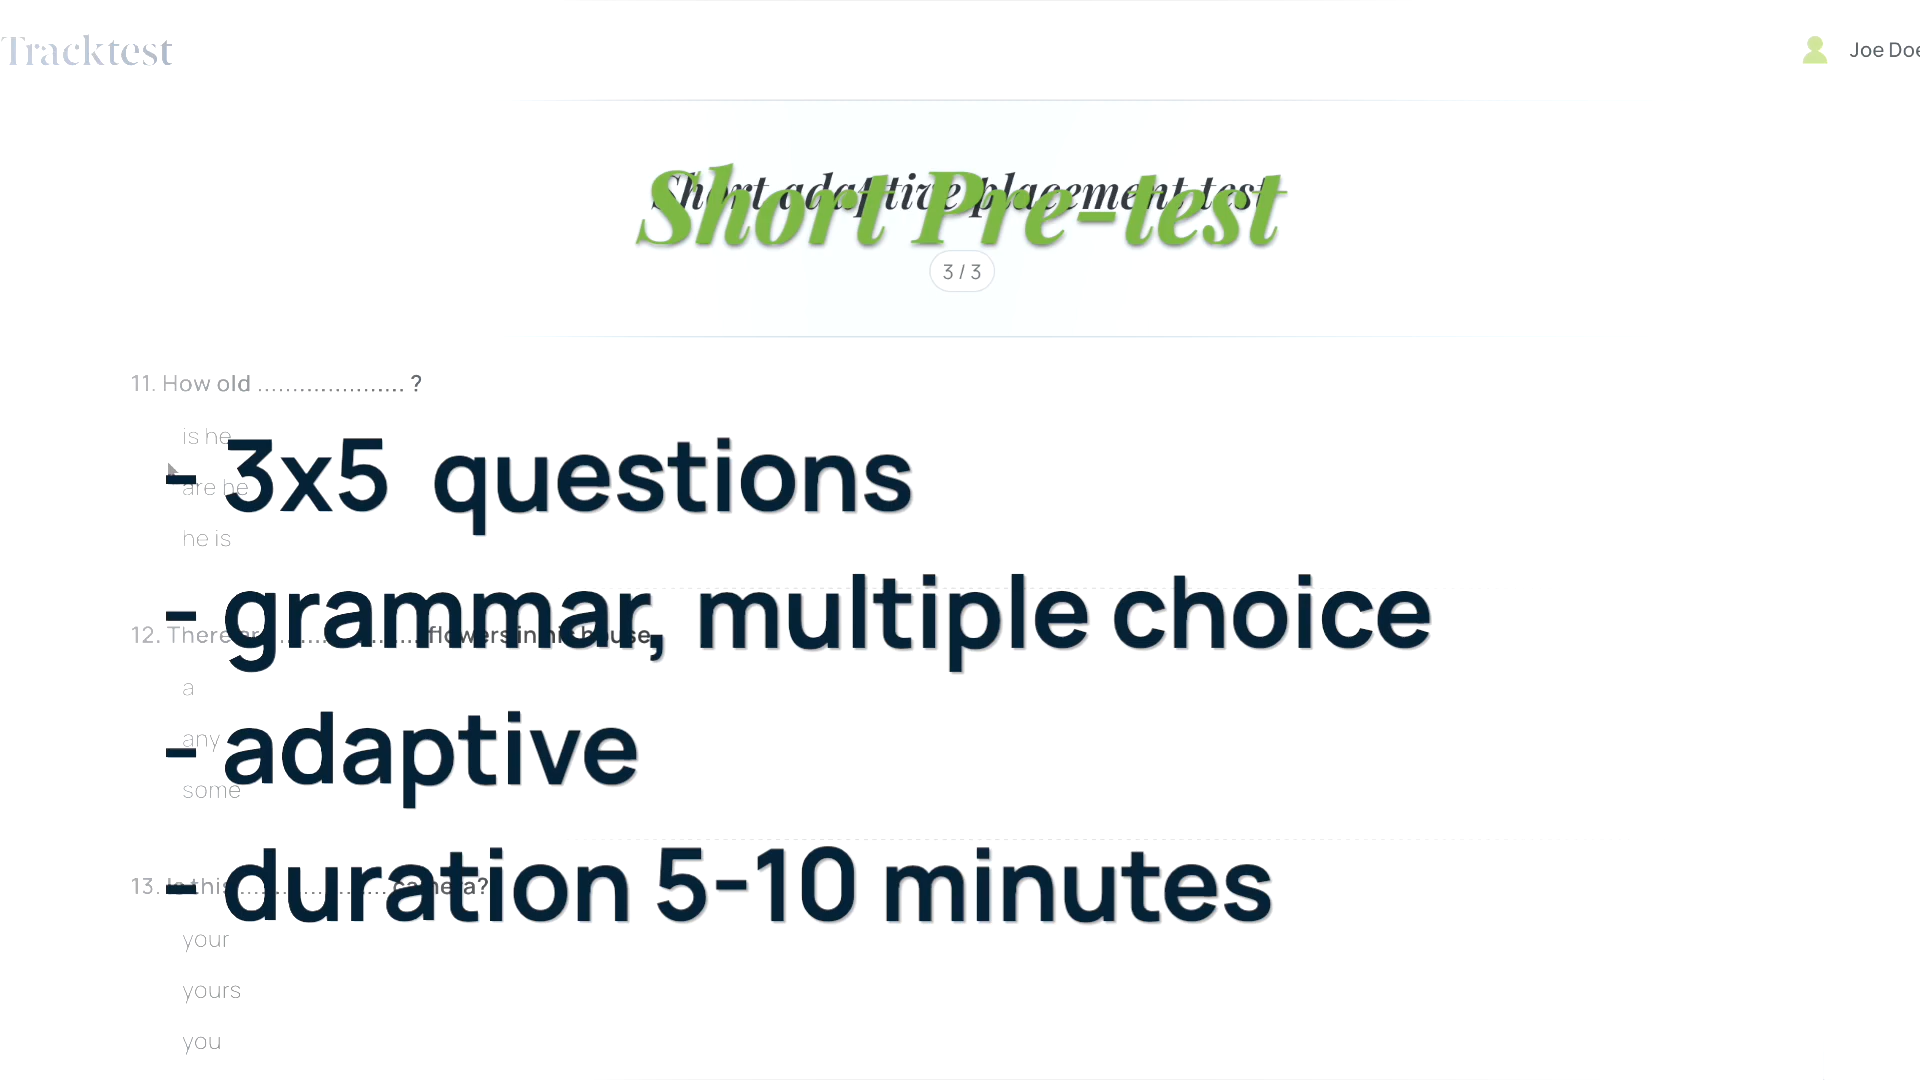 Tracktest
Joe Doe
Short adaptive placement test
Short Pre-test
3 / 3
11. How old ..................... ?
is he
- 3x5 questions
are he
he is
- grammar, multiple choice
12. There are ..................... flowers in his house.
a
any
- adaptive
some
- duration 5-10 minutes
13. Is this ..................... camera?
your
yours
you